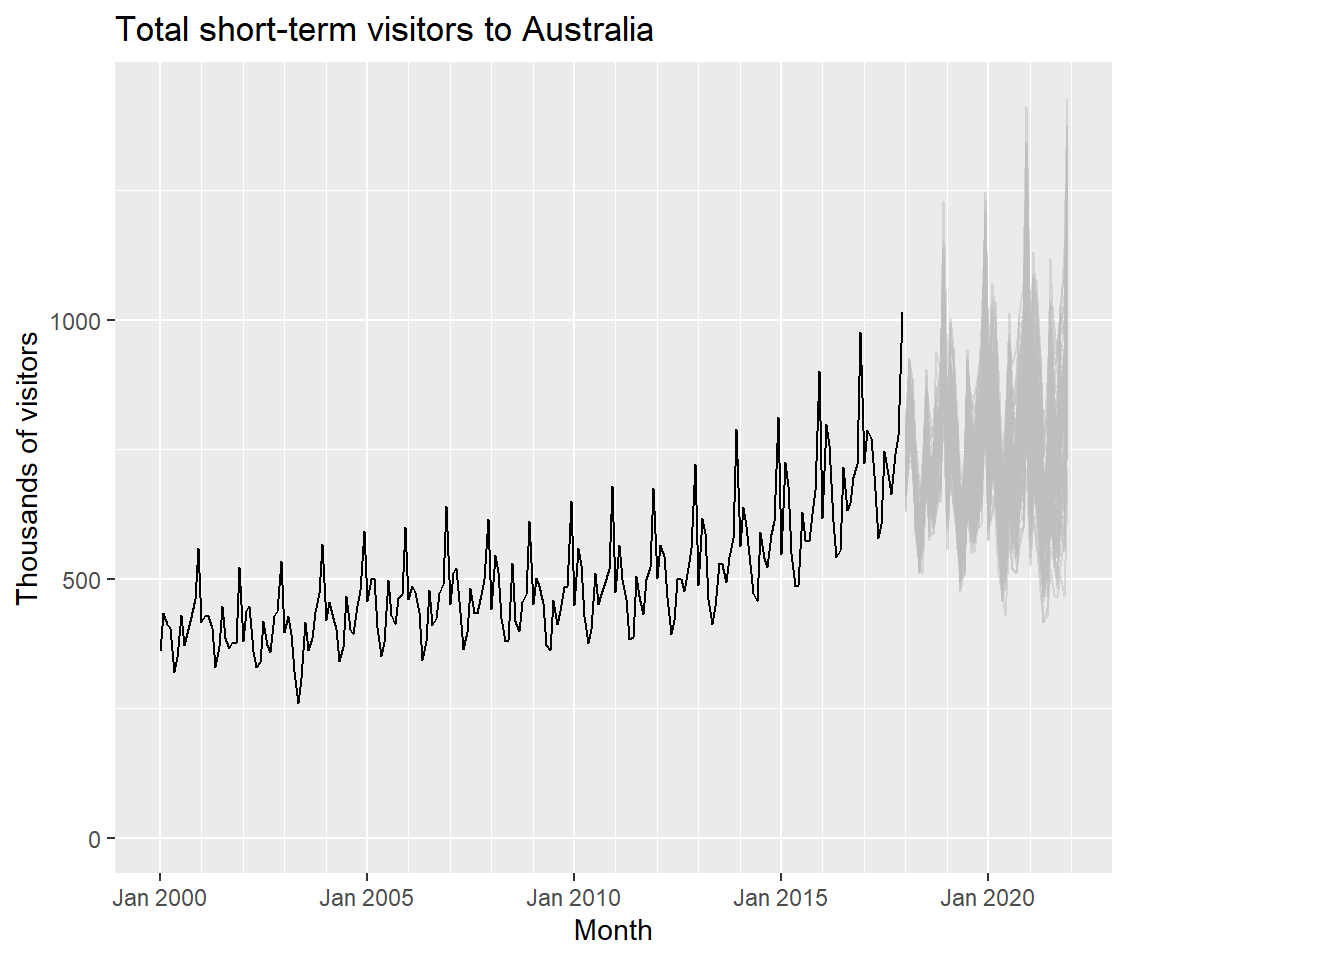 Total short-term visitors to Australia
Thousands of visitors
1000
500
0
Jan 2000 Jan 2005 Jan 2010 Jan 2015 Jan 2020
Month